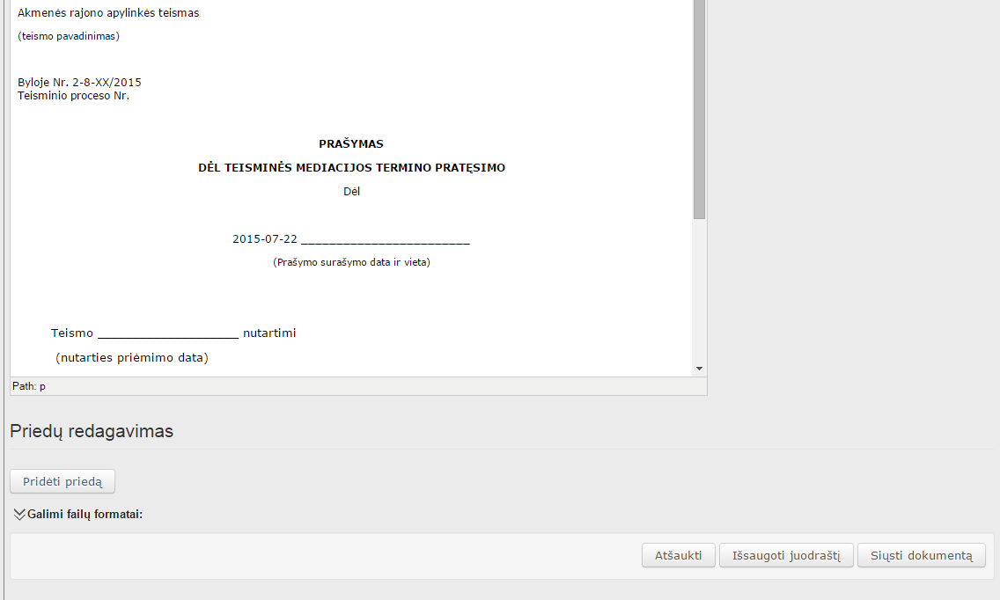 Akmenės rajono apylinkės teismas
(teismo pavadinimas)
Byloje Nr. 2-8-XX/2015
Teisminio proceso Nr.
PRAŠYMAS
DĖL TEISMINĖS MEDIACIJOS TERMINO PRATĘSIMO
Dėl
2015-07-22 ________________________
(Prašymo surašymo data ir vieta)
Teismo ____________________ nutartimi
(nutarties priėmimo data)
Path: p
Priedų redagavimas
Pridėti priedą
Galimi failų formatai:
Atšaukti Išsaugoti juodraštį Siųsti dokumentą